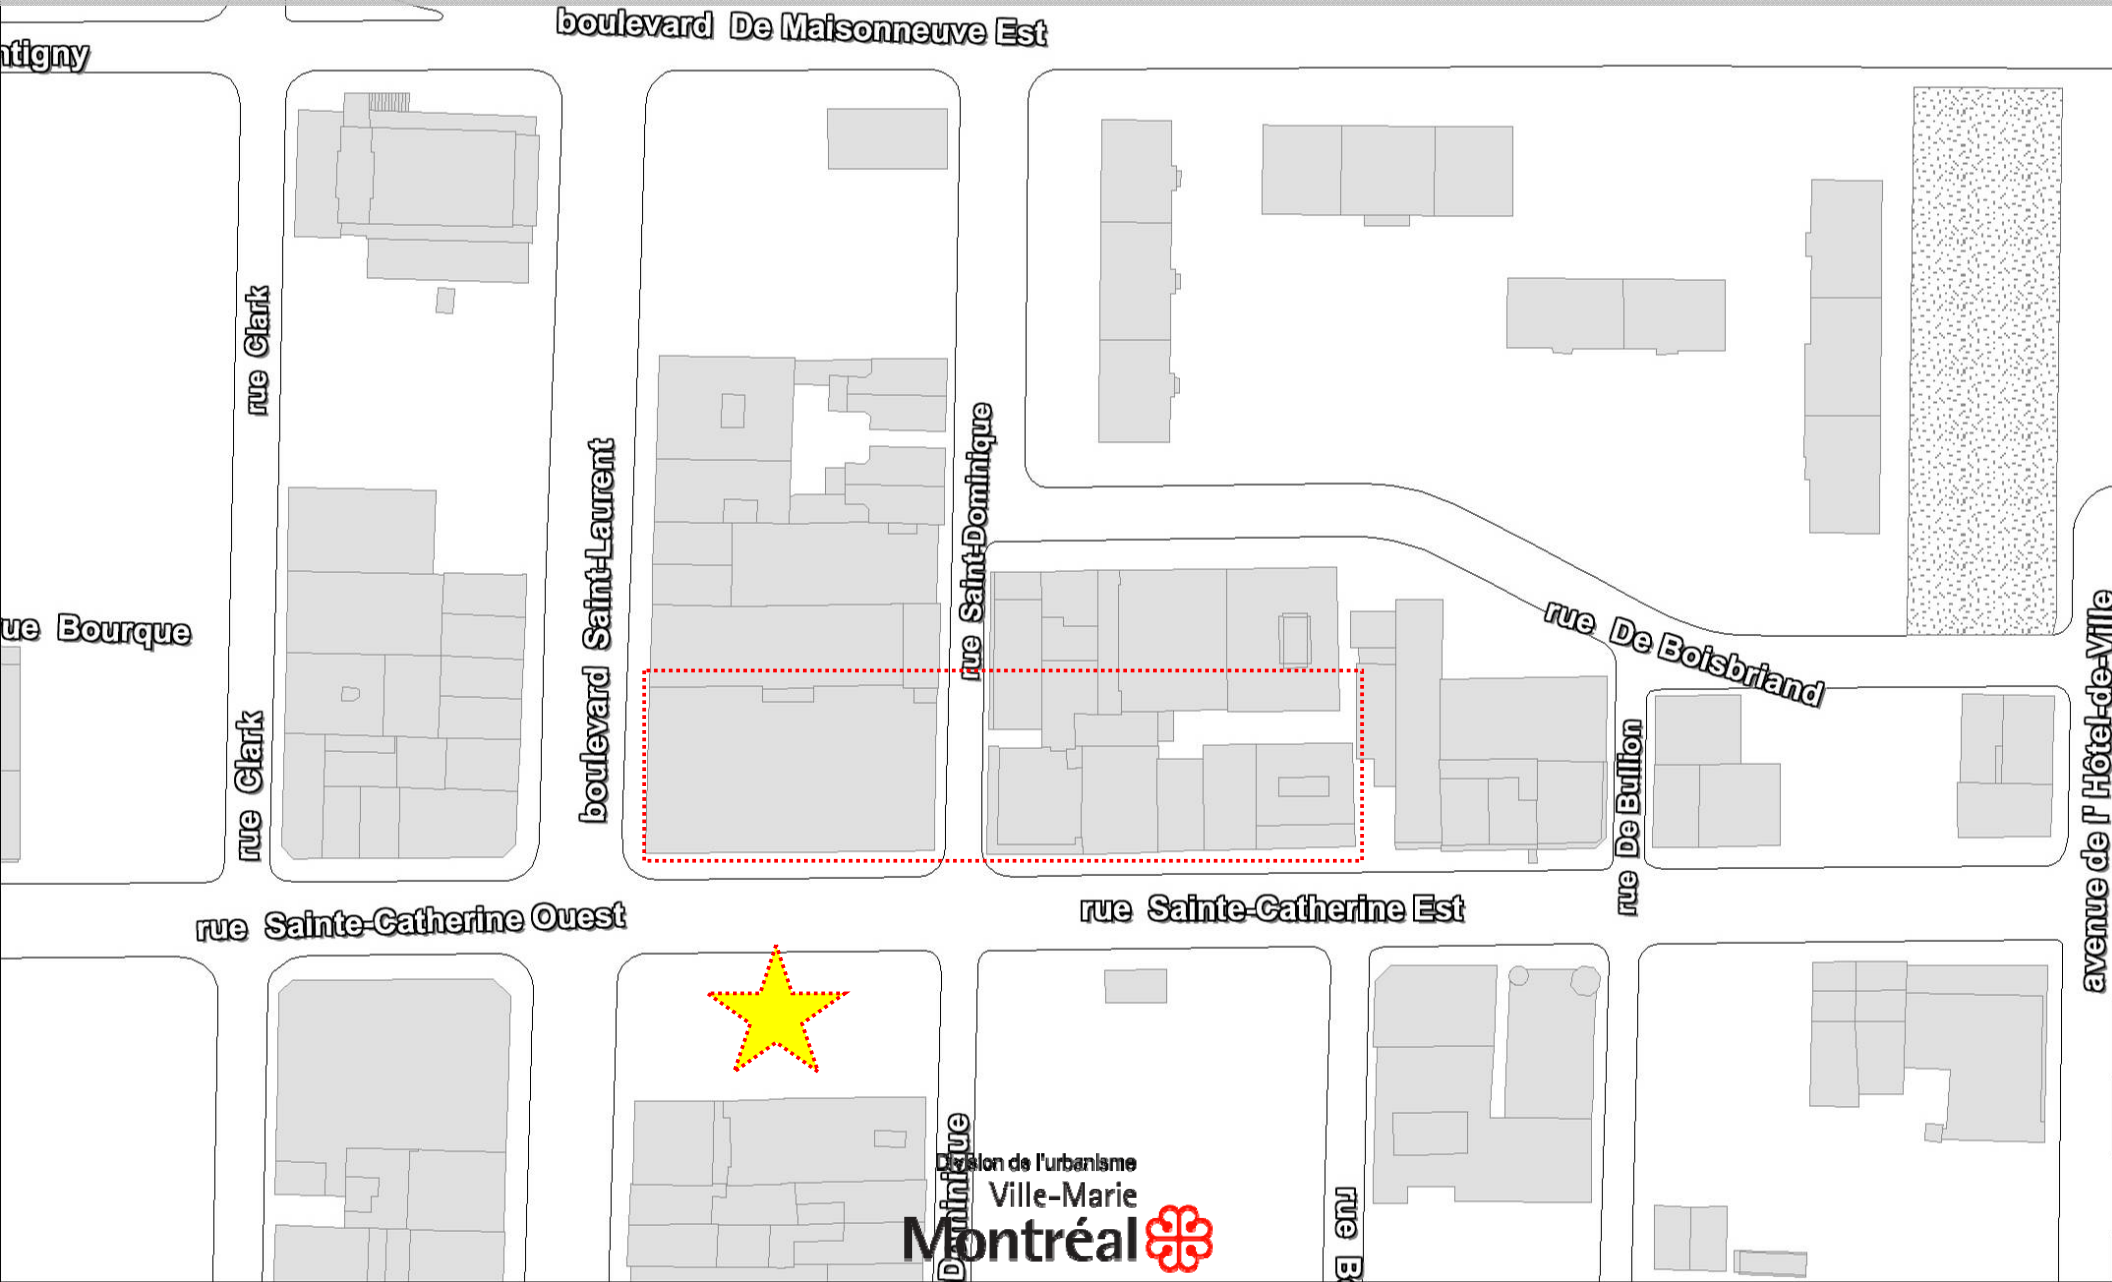 boulevard De Maisonneuve Est
ntigny
rue Clark
boulevard Saint-Laurent
rue Saint-Dominique
ue Bourque
rue De Boisbriand
avenue de l' Hôtel-de-Ville
rue Clark
rue De Bullion
rue Sainte-Catherine Ouest
rue Sainte-Catherine Est
Dominique
Division de l'urbanisme
Ville-Marie
Montréal
rue B